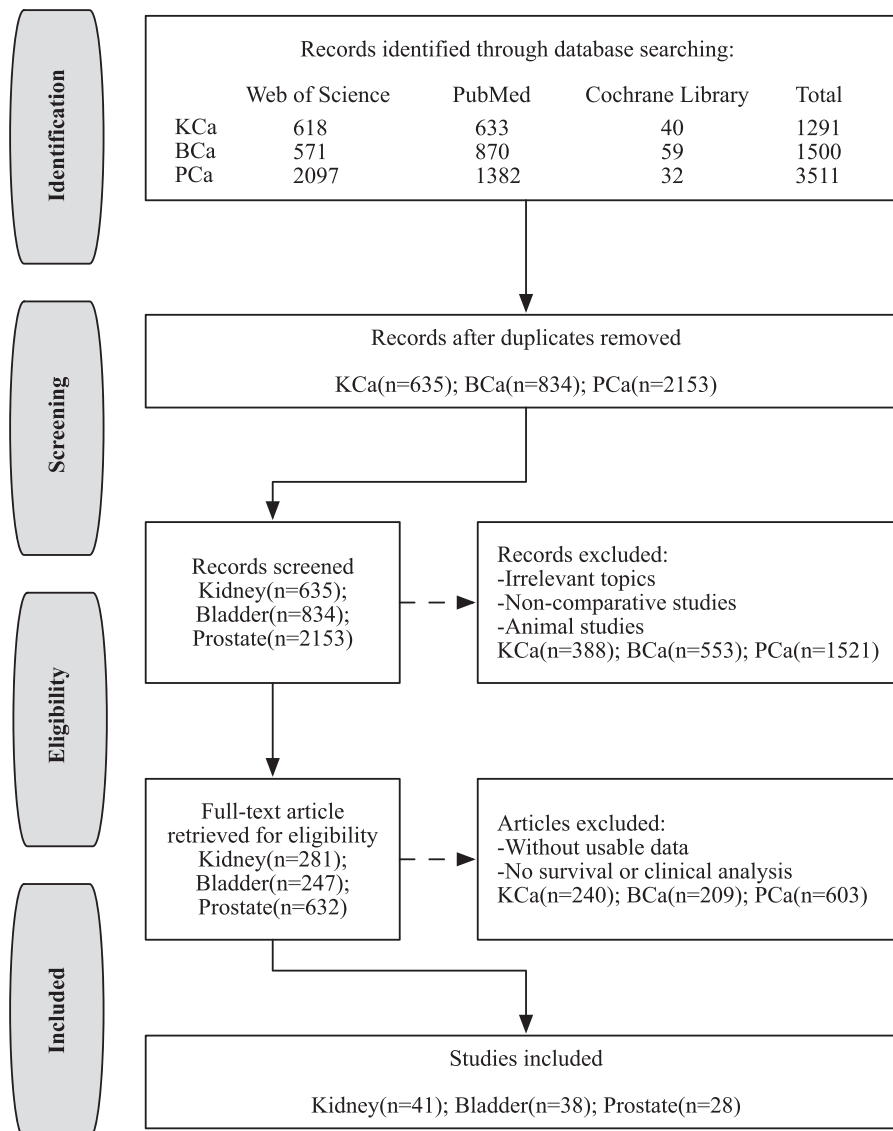 Identification
Records identified through database searching:
Web of Science PubMed Cochrane Library Total
KCa 618 633 40 1291
BCa 571 870 59 1500
PCa 2097 1382 32 3511
Screening
Records after duplicates removed
KCa(n=635); BCa(n=834); PCa(n=2153)
Eligibility
Records screened
Kidney(n=635);
Bladder(n=834);
Prostate(n=2153)
Records excluded:
-Irrelevant topics
-Non-comparative studies
-Animal studies
KCa(n=388); BCa(n=553); PCa(n=1521)
Full-text article
retrieved for eligibility
Kidney(n=281);
Bladder(n=247);
Prostate(n=632)
Articles excluded:
-Without usable data
-No survival or clinical analysis
KCa(n=240); BCa(n=209); PCa(n=603)
Included
Studies included
Kidney(n=41); Bladder(n=38); Prostate(n=28)